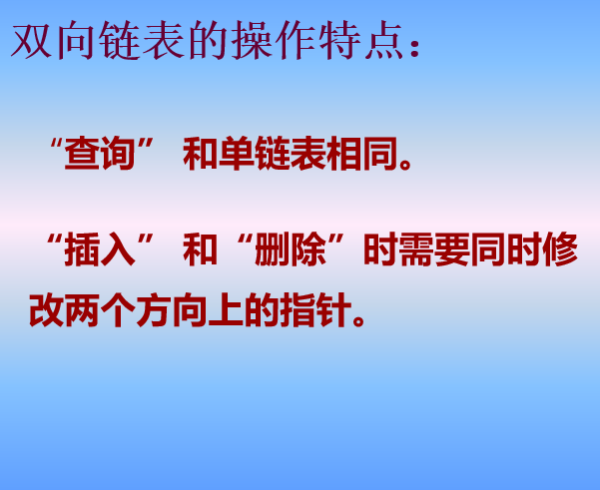 双向链表的操作特点：
“查询” 和单链表相同。
“插入” 和“删除”时需要同时修
改两个方向上的指针。